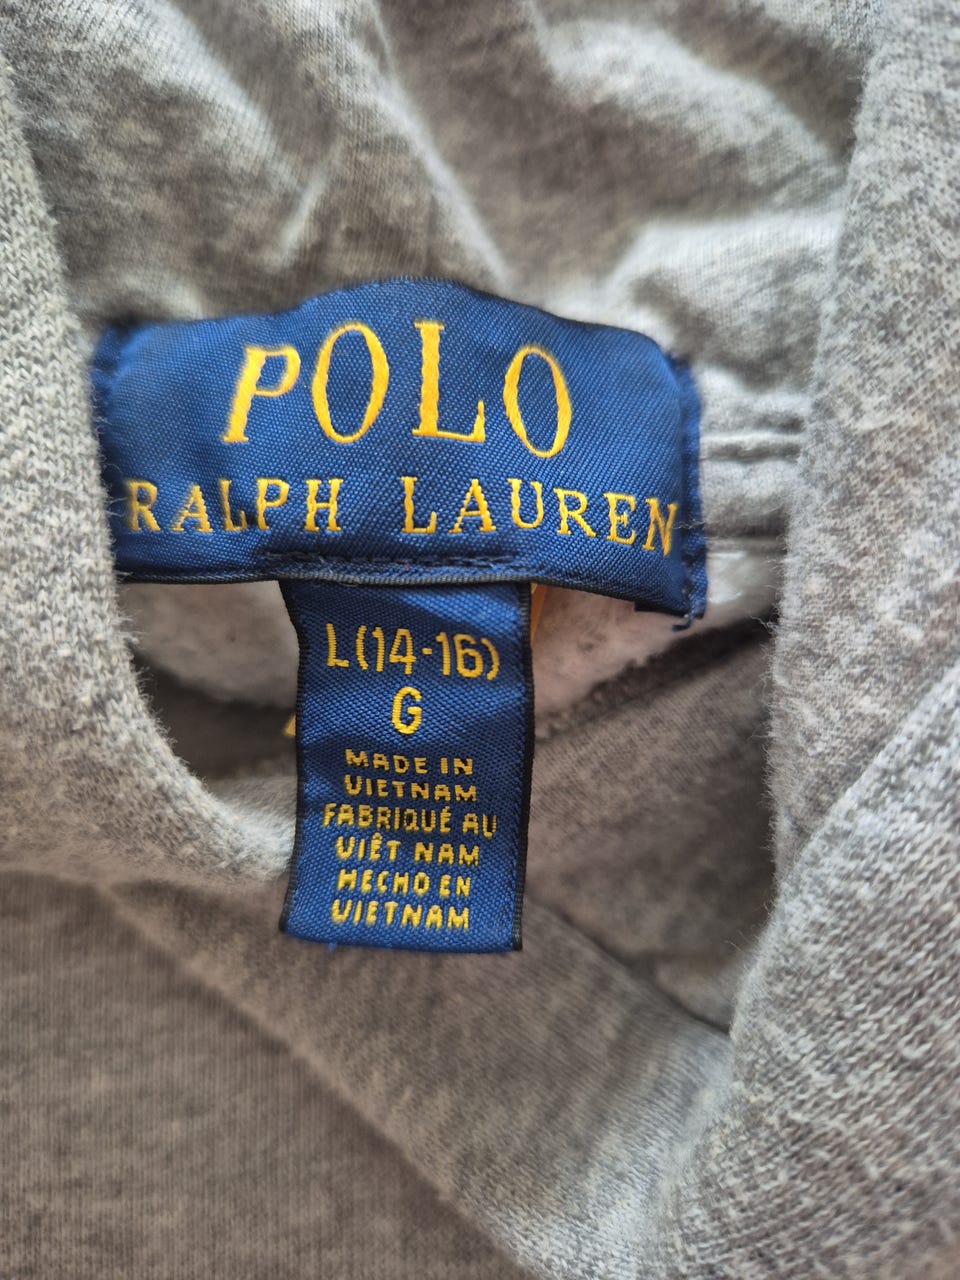 POLO
RALPH LAUREN
L(14-16)
G
MADE IN
VIETNAM
FABRIQUÉ AU
VIÊT NAM
HECHO EN
VIETNAM